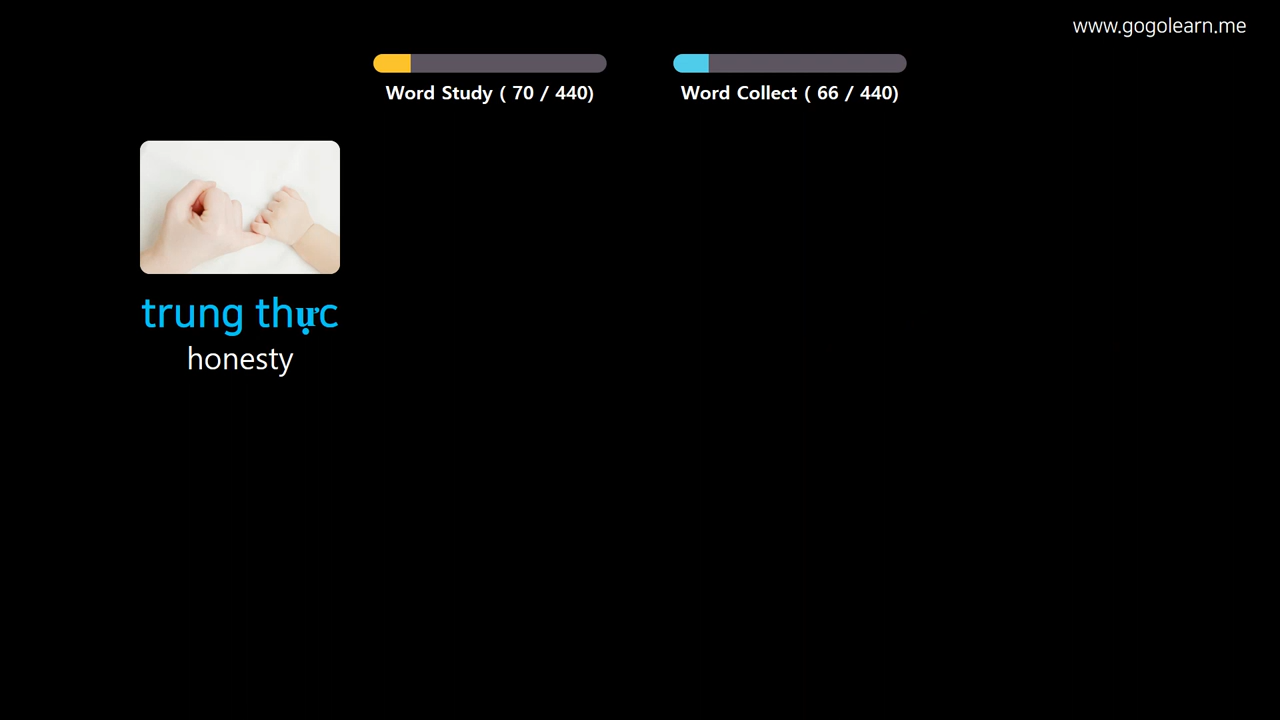 www.gogolearn.me
Word Study ( 70 / 440)
Word Collect ( 66 / 440)
trung thực
honesty